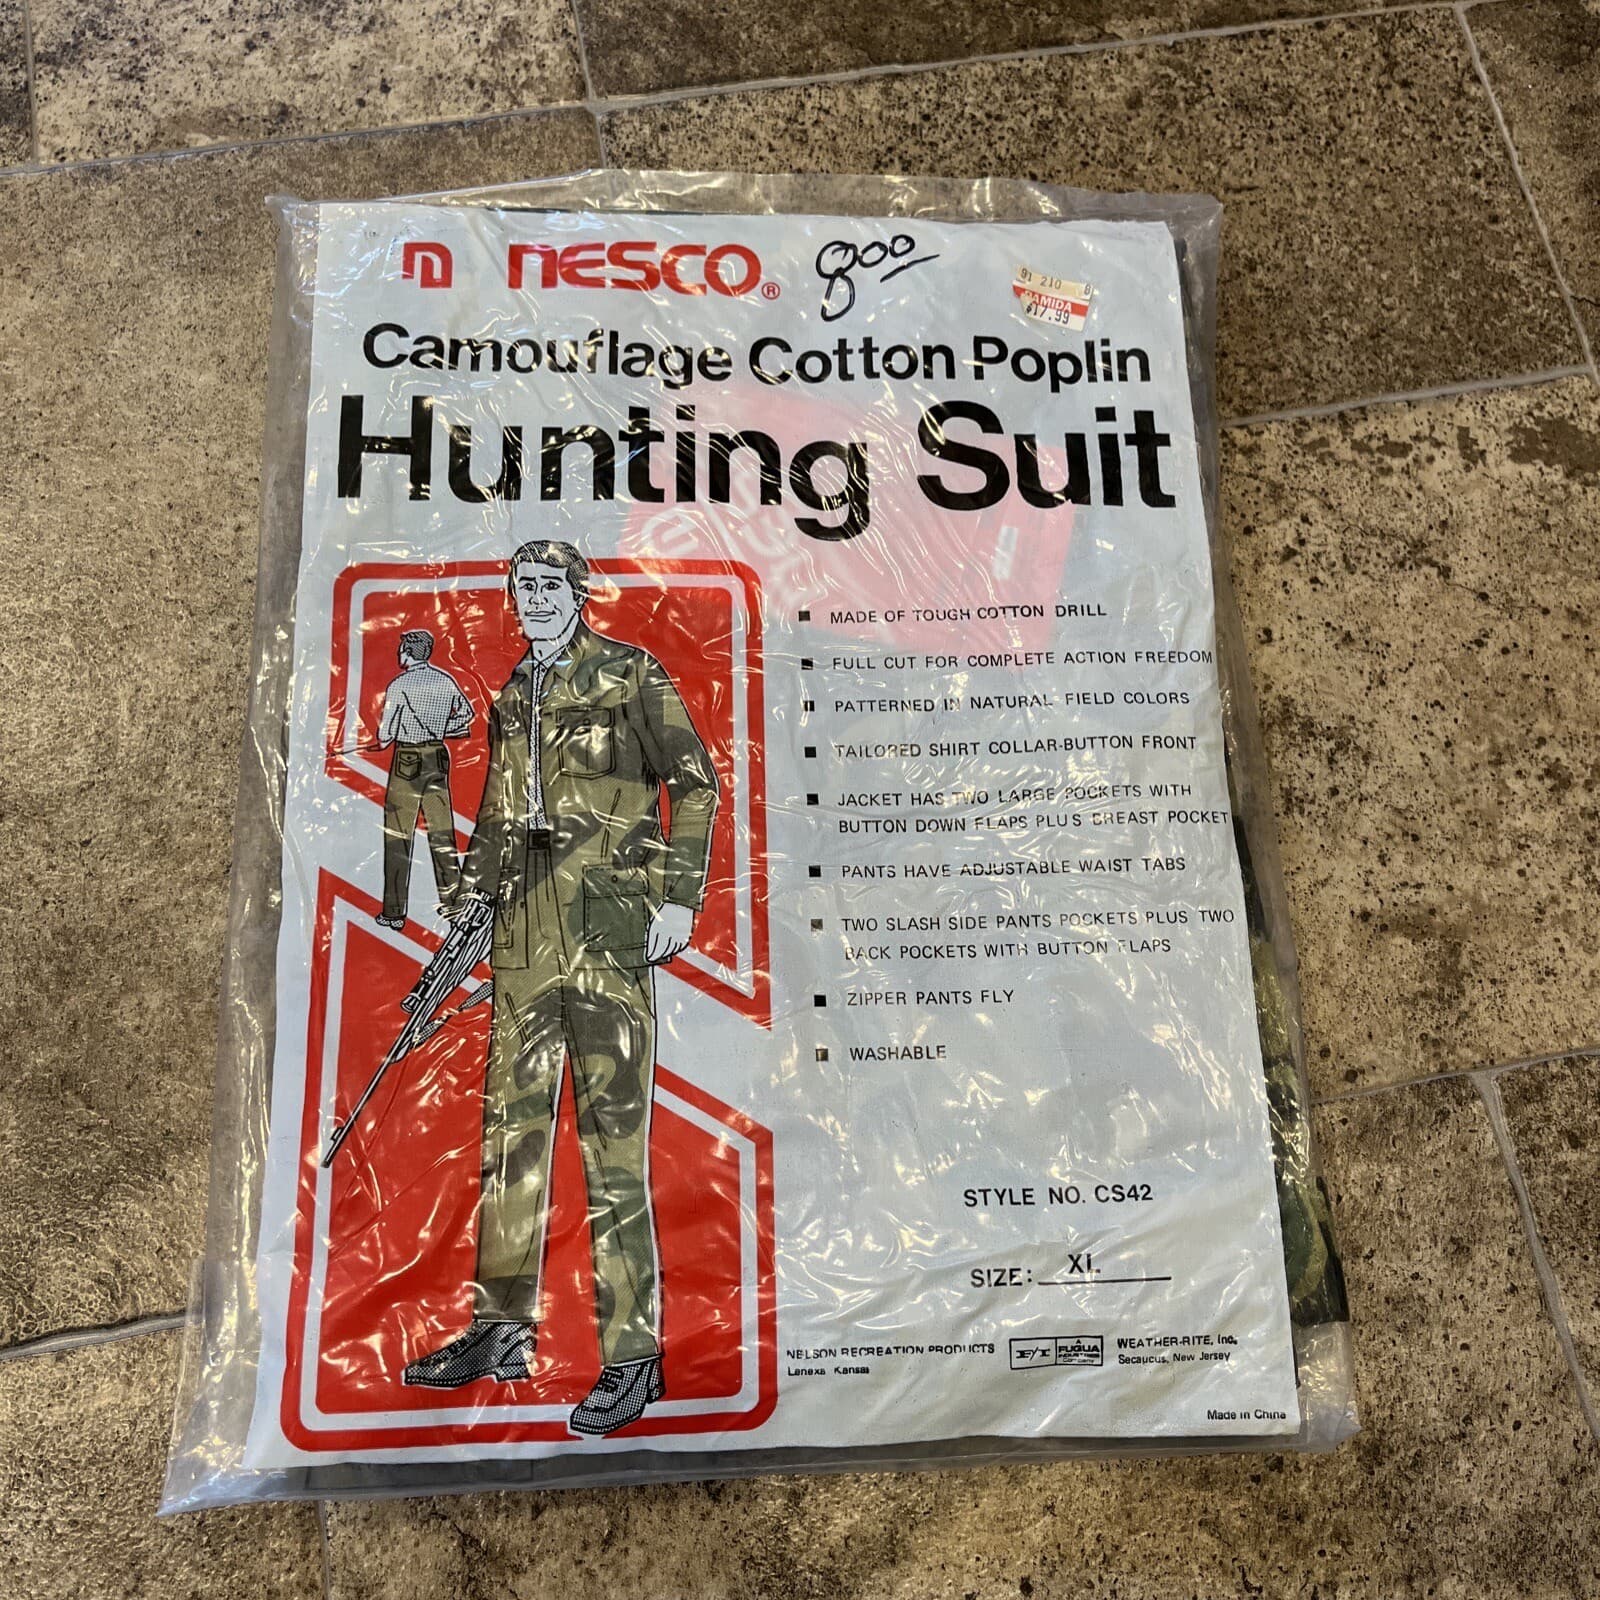 n NESCO®
8.00
91 210 8
PAMIDA
$17.99
Camouflage Cotton Poplin
Hunting Suit
MADE OF TOUGH COTTON DRILL
FULL CUT FOR COMPLETE ACTION FREEDOM
PATTERNED IN NATURAL FIELD COLORS
TAILORED SHIRT COLLAR-BUTTON FRONT
JACKET HAS TWO LARGE POCKETS WITH
BUTTON DOWN FLAPS PLUS BREAST POCKET
PANTS HAVE ADJUSTABLE WAIST TABS
TWO SLASH SIDE PANTS POCKETS PLUS TWO
BACK POCKETS WITH BUTTON FLAPS
ZIPPER PANTS FLY
WASHABLE
STYLE NO. CS42
SIZE: XL
NELSON RECREATION PRODUCTS
Lenexa Kansas
F/I
A
FUQUA
INDUSTRIES
Company
WEATHER-RITE, Inc.
Secaucus, New Jersey
Made in China